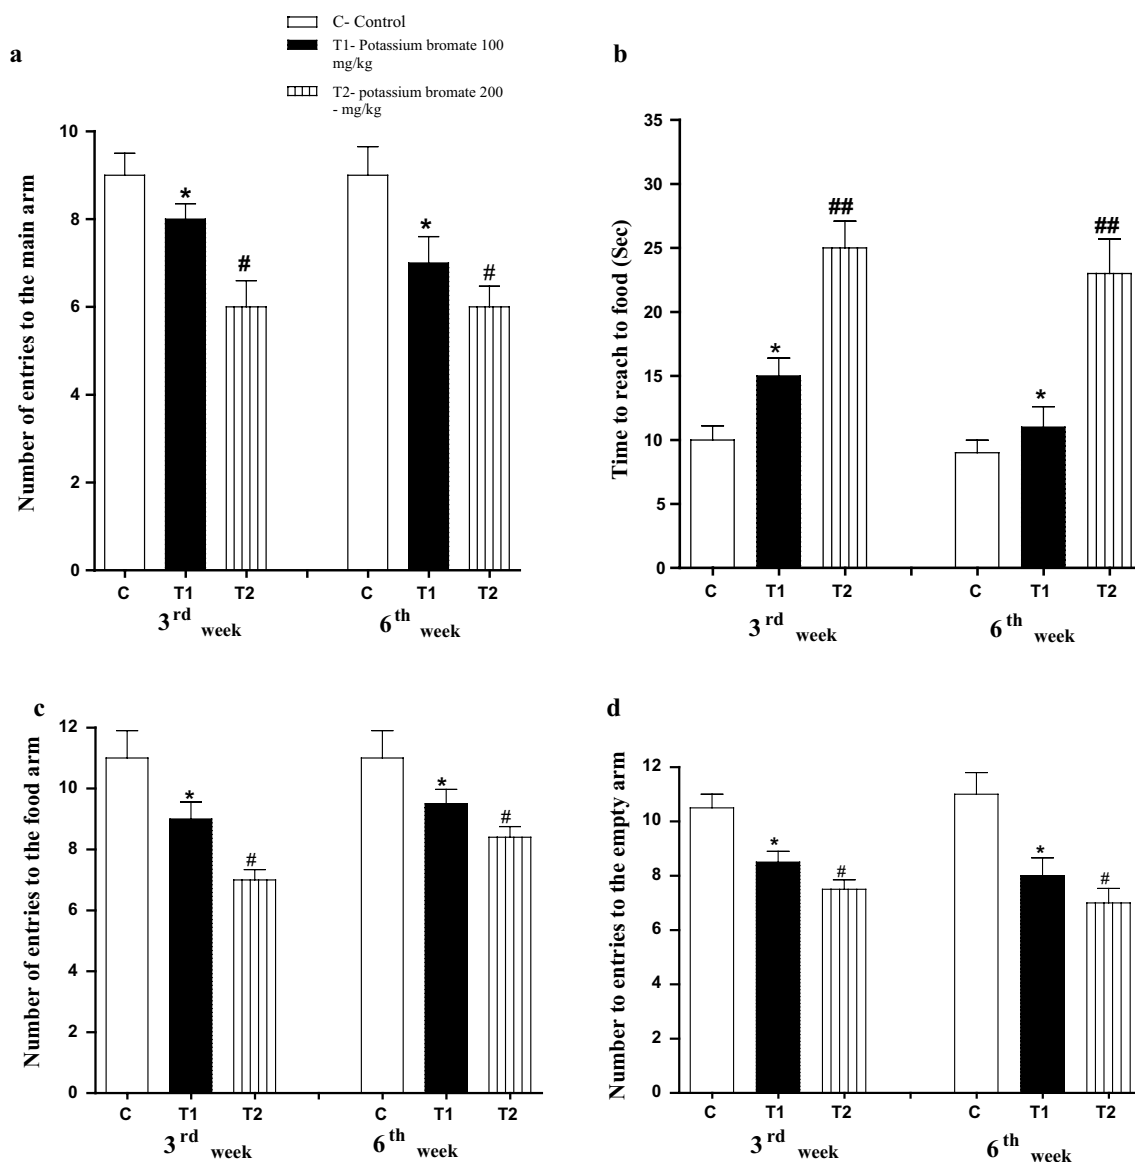 C- Control
T1- Potassium bromate 100
mg/kg
T2- potassium bromate 200
- mg/kg
a
Number of entries to the main arm
10
8
6
4
2
0
*
#
*
#
C T1 T2 C T1 T2
3rd week 6th week
b
Time to reach to food (Sec)
35
30
25
20
15
10
5
0
*
##
*
##
C T1 T2 C T1 T2
3rd week 6th week
c
Number of entries to the food arm
12
10
8
6
4
2
0
*
#
*
#
C T1 T2 C T1 T2
3rd week 6th week
d
Number to entries to the empty arm
12
10
8
6
4
2
0
*
#
*
#
C T1 T2 C T1 T2
3rd week 6th week